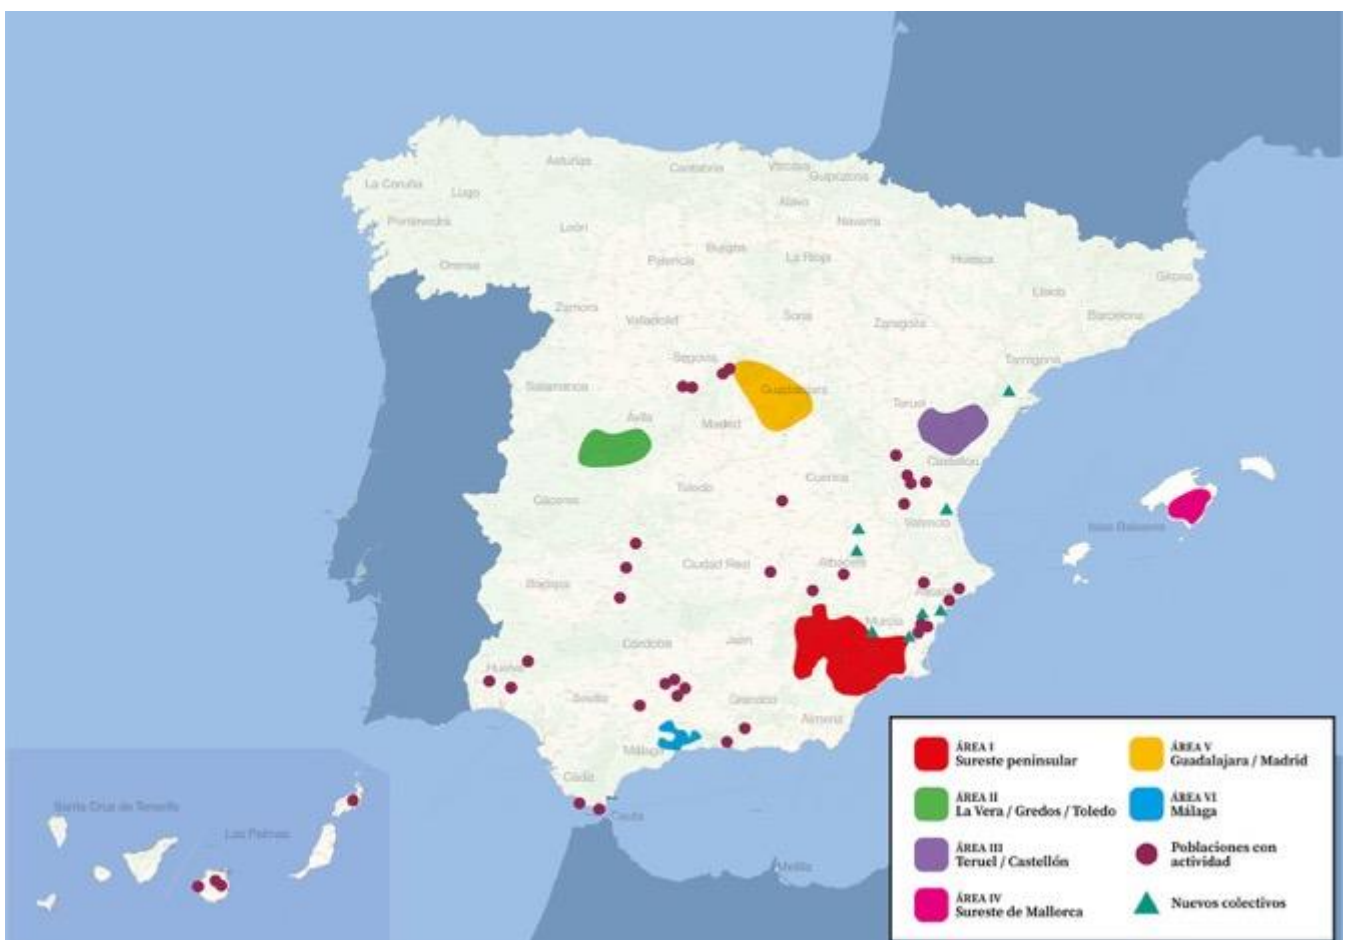 Asturias
Cantabria
Vizcaya
Guipúzcoa
La Coruña
Lugo
Álava
Pontevedra
León
Navarra
Burgos
Palencia
La Rioja
Huesca
Orense
Girona
Lleida
Zamora
Valladolid
Soria
Zaragoza
Barcelona
Segovia
Tarragona
Salamanca
Guadalajara
Teruel
Ávila
Madrid
Castellón
Cuenca
Toledo
Cáceres
Valencia
Islas Baleares
Ciudad Real
Albacete
Badajoz
Alicante
Murcia
Córdoba
Jaén
Huelva
Sevilla
Granada
Almería
Málaga
Cádiz
Ceuta
Melilla
Santa Cruz de Tenerife
Las Palmas
ÁREA I
Sureste peninsular
ÁREA II
La Vera / Gredos / Toledo
ÁREA III
Teruel / Castellón
ÁREA IV
Sureste de Mallorca
ÁREA V
Guadalajara / Madrid
ÁREA VI
Málaga
Poblaciones con
actividad
Nuevos colectivos